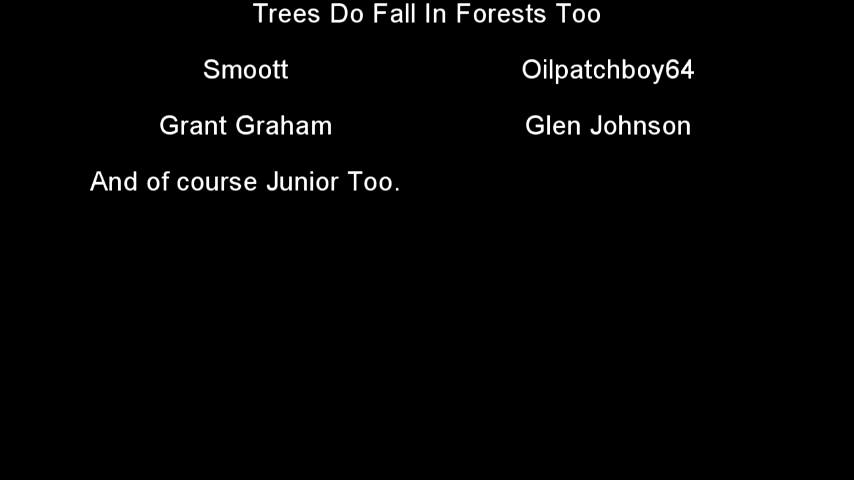 Trees Do Fall In Forests Too
Smoott Oilpatchboy64
Grant Graham Glen Johnson
And of course Junior Too.